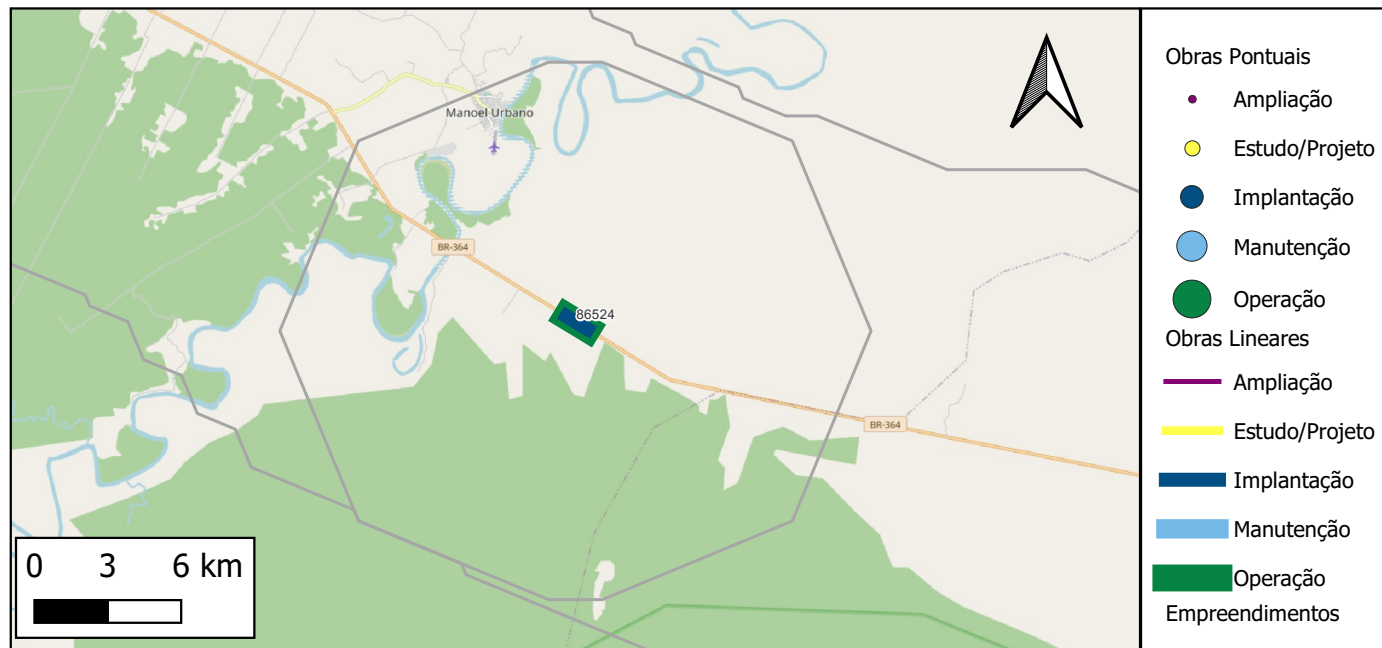 Manoel Urbano
BR-364
86524
BR-364
0 3 6 km
Obras Pontuais
Ampliação
Estudo/Projeto
Implantação
Manutenção
Operação
Obras Lineares
Ampliação
Estudo/Projeto
Implantação
Manutenção
Operação
Empreendimentos